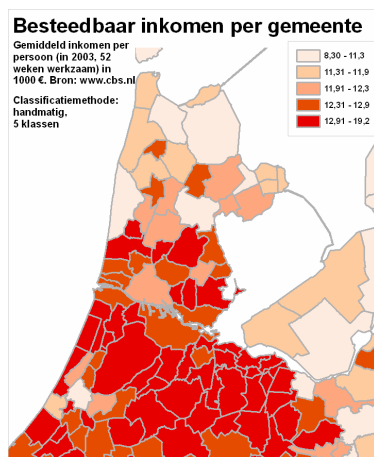 Besteedbaar inkomen per gemeente
Gemiddeld inkomen per
persoon (in 2003, 52
weken werkzaam) in
1000 €. Bron: www.cbs.nl
Classificatiemethode:
handmatig,
5 klassen
8,30 - 11,3
11,31 - 11,9
11,91 - 12,3
12,31 - 12,9
12,91 - 19,2